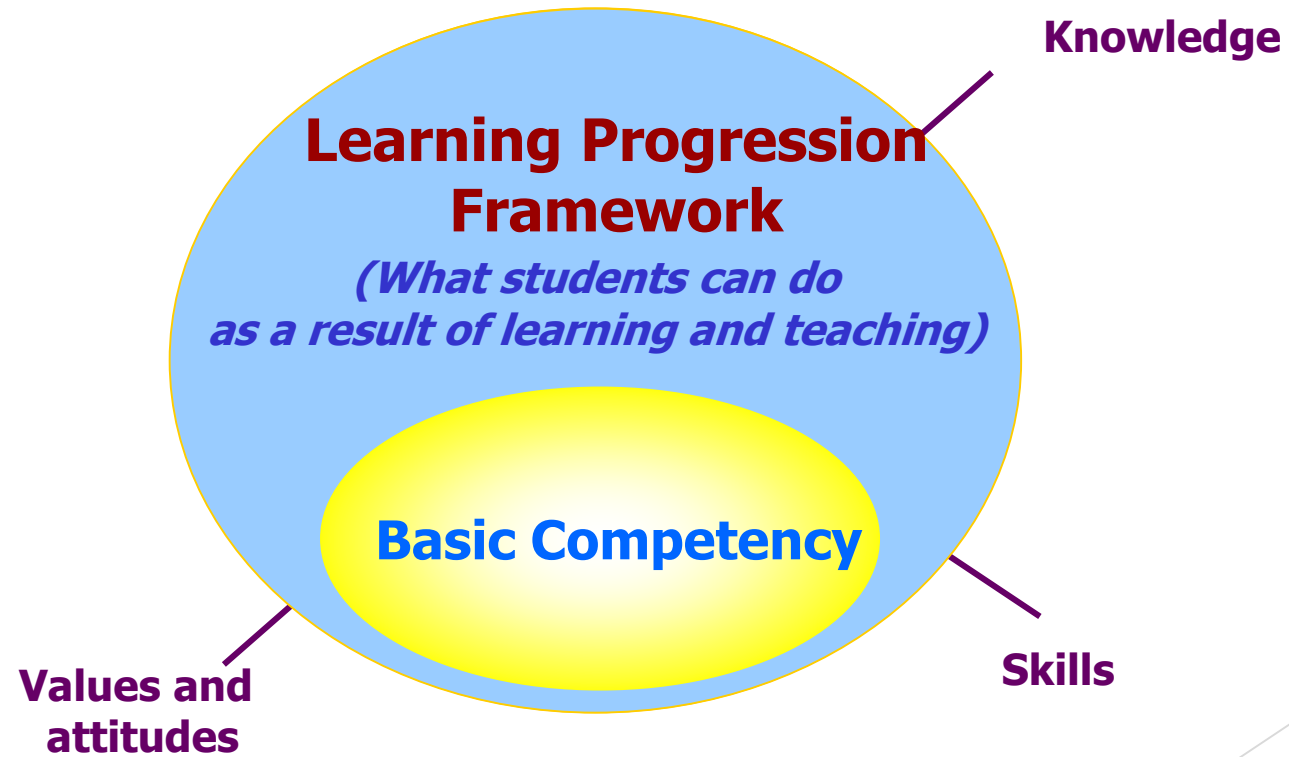 Knowledge
Learning Progression
Framework
(What students can do
as a result of learning and teaching)
Basic Competency
Skills
Values and
attitudes